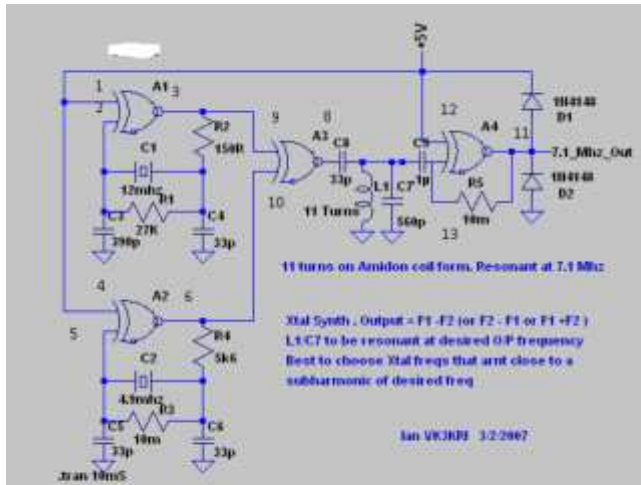 +5V
1
2
A1
3
R2
150R
C1
12mhz
R1
27K
C3
390p
C4
33p
9
10
A3
8
C8
33p
L1
11 Turns
C7
560p
C9
1p
12
A4
11
13
R5
10m
1N4148
D1
7.1_Mhz_Out
1N4148
D2
4
5
A2
6
R4
5k6
C2
4.9mhz
R3
10m
C5
33p
C6
33p
.tran 10mS
11 turns on Amidon coil form. Resonant at 7.1 Mhz
Xtal Synth . Output = F1 -F2 (or F2 - F1 or F1 +F2 )
L1/C7 to be resonant at desired O/P frequency
Best to choose Xtal freqs that arnt close to a
subharmonic of desired freq
Ian 3/2/2007